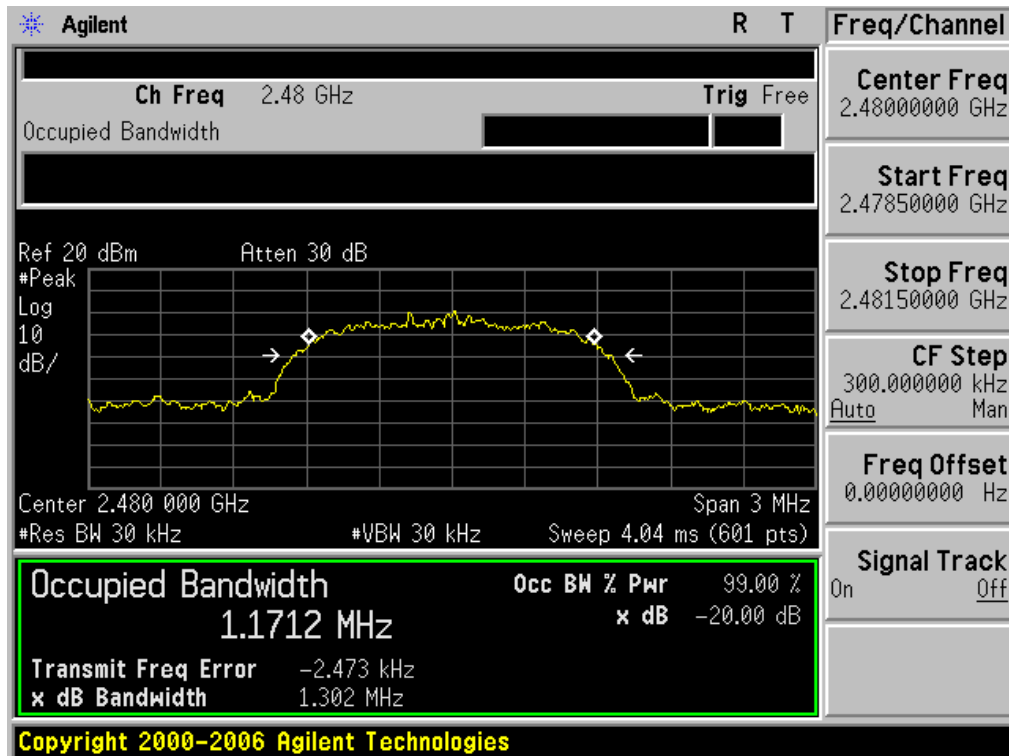 Agilent R T
Freq/Channel
Ch Freq 2.48 GHz Trig Free
Occupied Bandwidth
Center Freq
2.48000000 GHz
Start Freq
2.47850000 GHz
Stop Freq
2.48150000 GHz
CF Step
300.000000 kHz
Auto Man
Freq Offset
0.00000000 Hz
Signal Track
On Off
Ref 20 dBm Atten 30 dB
#Peak
Log
10
dB/
Center 2.480 000 GHz Span 3 MHz
#Res BW 30 kHz #VBW 30 kHz Sweep 4.04 ms (601 pts)
Occupied Bandwidth
1.1712 MHz
Occ BW % Pwr 99.00 %
x dB -20.00 dB
Transmit Freq Error -2.473 kHz
x dB Bandwidth 1.302 MHz
Copyright 2000-2006 Agilent Technologies